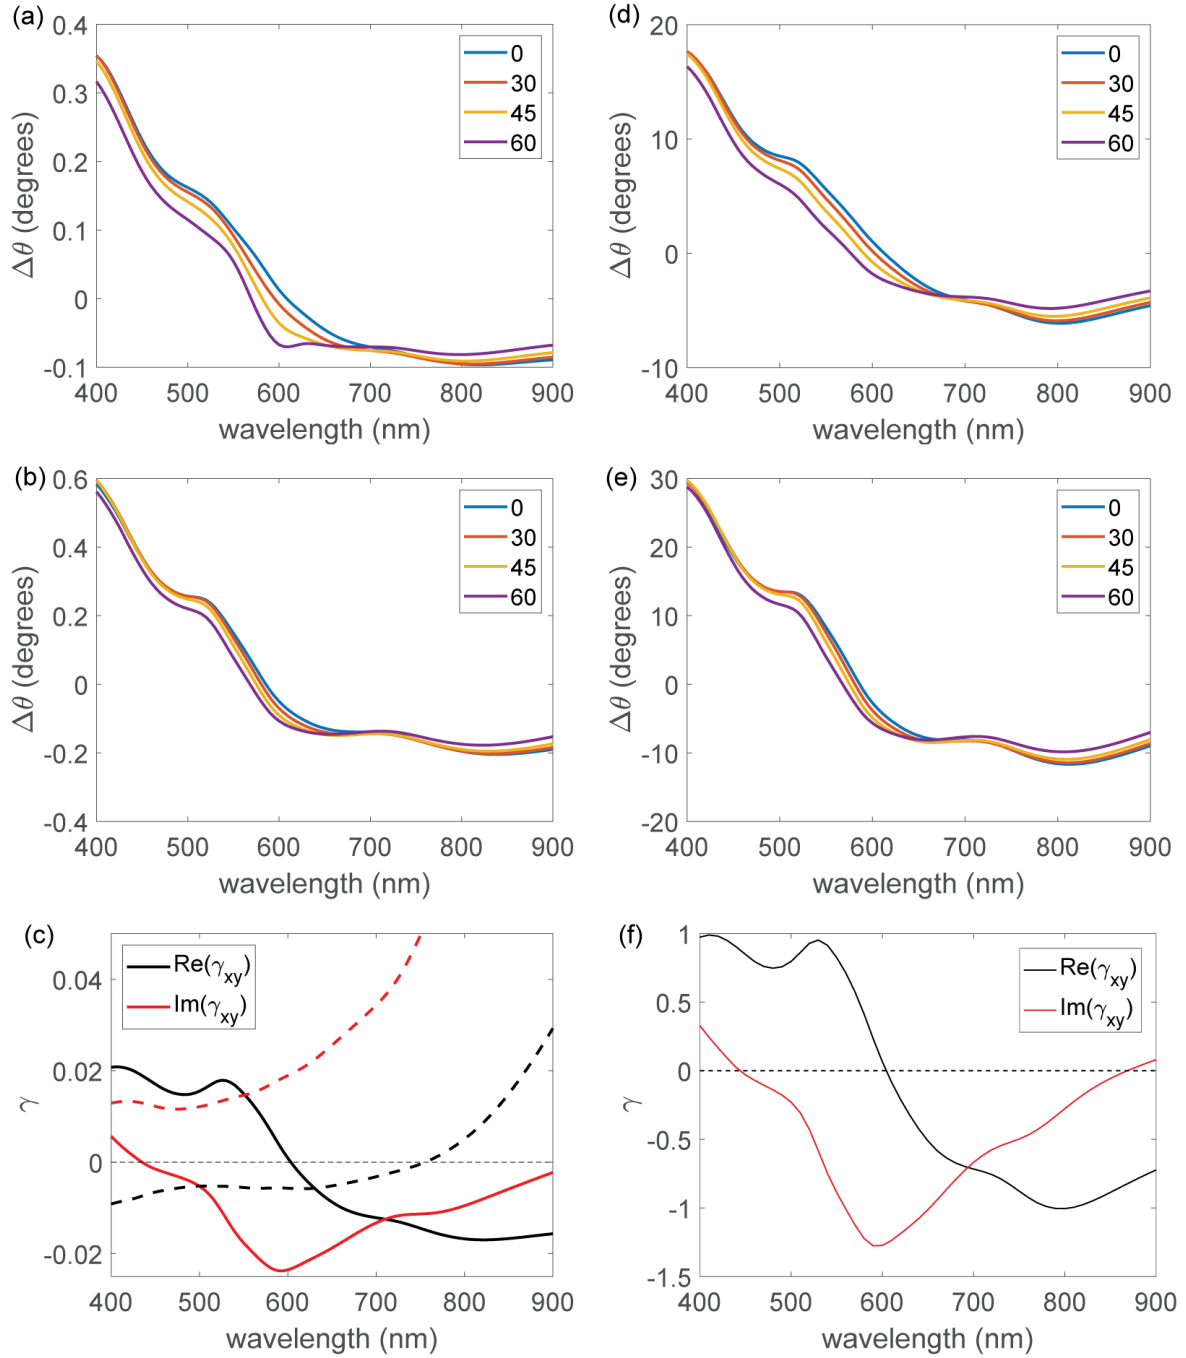 (a)
0.4
0.3
0.2
0.1
0
-0.1
Δθ (degrees)
400 500 600 700 800 900
wavelength (nm)
0
30
45
60
(d)
20
10
0
-10
Δθ (degrees)
400 500 600 700 800 900
wavelength (nm)
0
30
45
60
(b)
0.6
0.4
0.2
0
-0.2
-0.4
Δθ (degrees)
400 500 600 700 800 900
wavelength (nm)
0
30
45
60
(e)
30
20
10
0
-10
-20
Δθ (degrees)
400 500 600 700 800 900
wavelength (nm)
0
30
45
60
(c)
0.04
0.02
0
-0.02
γ
400 500 600 700 800 900
wavelength (nm)
Re(γxy)
Im(γxy)
(f)
1
0.5
0
-0.5
-1
-1.5
γ
400 500 600 700 800 900
wavelength (nm)
Re(γxy)
Im(γxy)